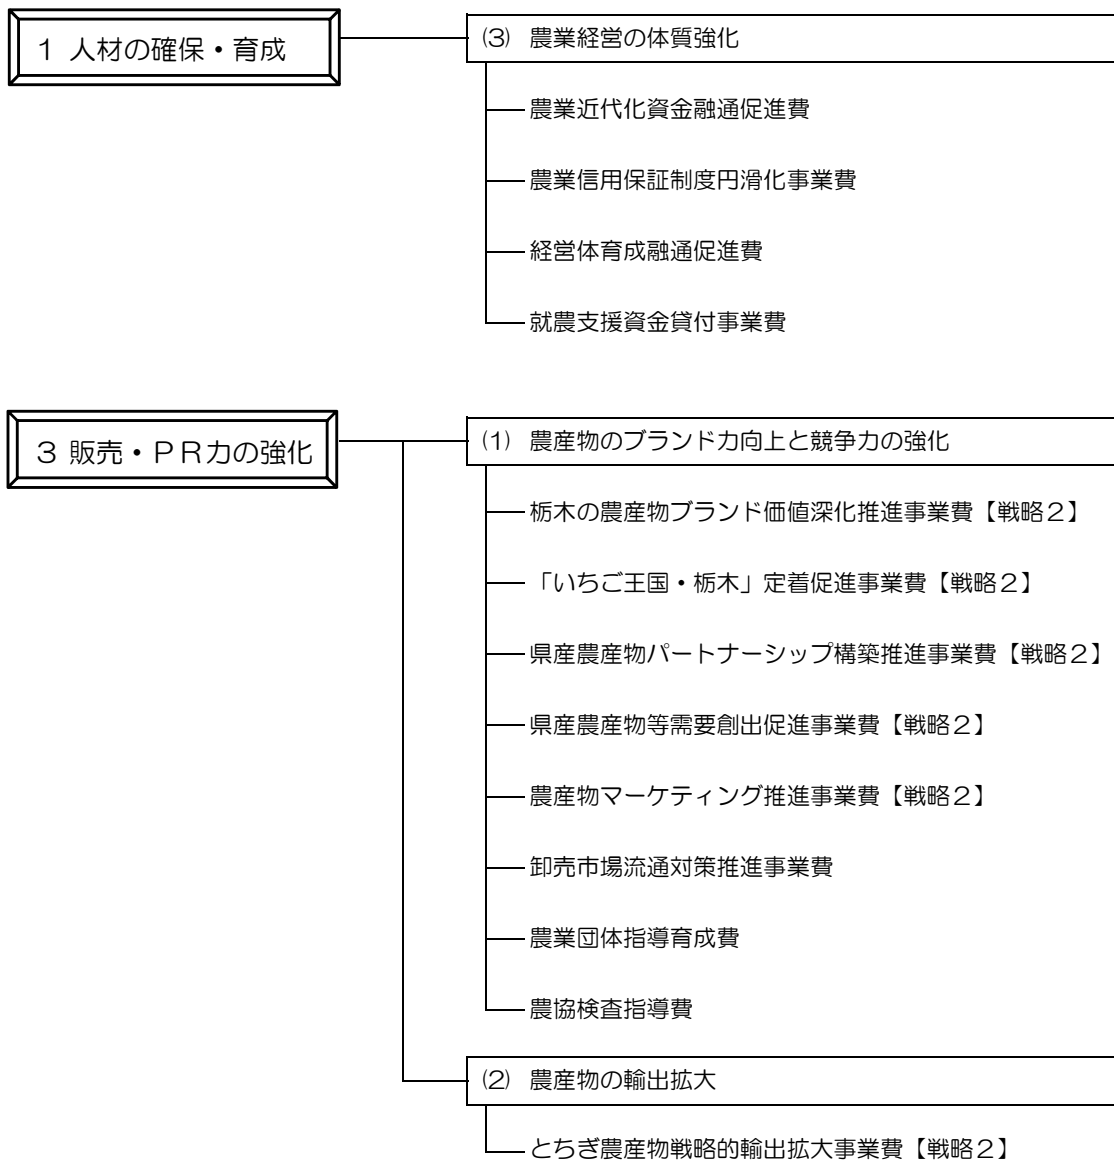 1 人材の確保・育成
(3) 農業経営の体質強化
農業近代化資金融通促進費
農業信用保証制度円滑化事業費
経営体育成融通促進費
就農支援資金貸付事業費
3 販売・ＰＲ力の強化
(1) 農産物のブランド力向上と競争力の強化
栃木の農産物ブランド価値深化推進事業費【戦略２】
「いちご王国・栃木」定着促進事業費【戦略２】
県産農産物パートナーシップ構築推進事業費【戦略２】
県産農産物等需要創出促進事業費【戦略２】
農産物マーケティング推進事業費【戦略２】
卸売市場流通対策推進事業費
農業団体指導育成費
農協検査指導費
(2) 農産物の輸出拡大
とちぎ農産物戦略的輸出拡大事業費【戦略２】